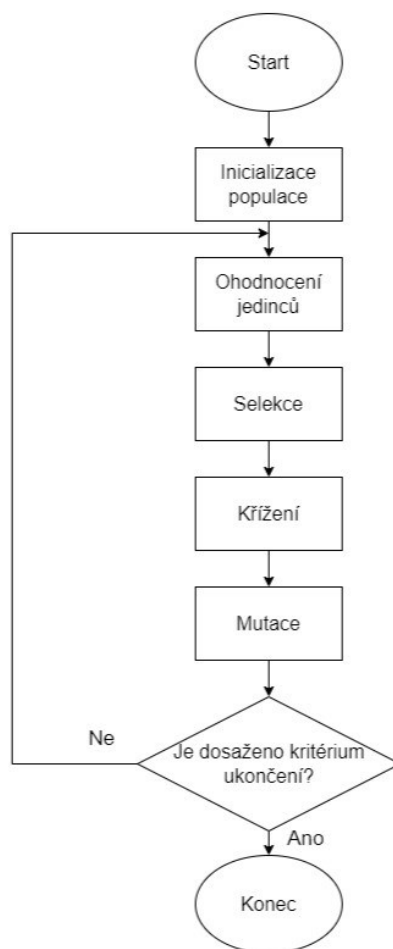 Start
Inicializace
populace
Ohodnocení
jedinců
Selekce
Křížení
Mutace
Ne
Je dosaženo kritérium
ukončení?
Ano
Konec